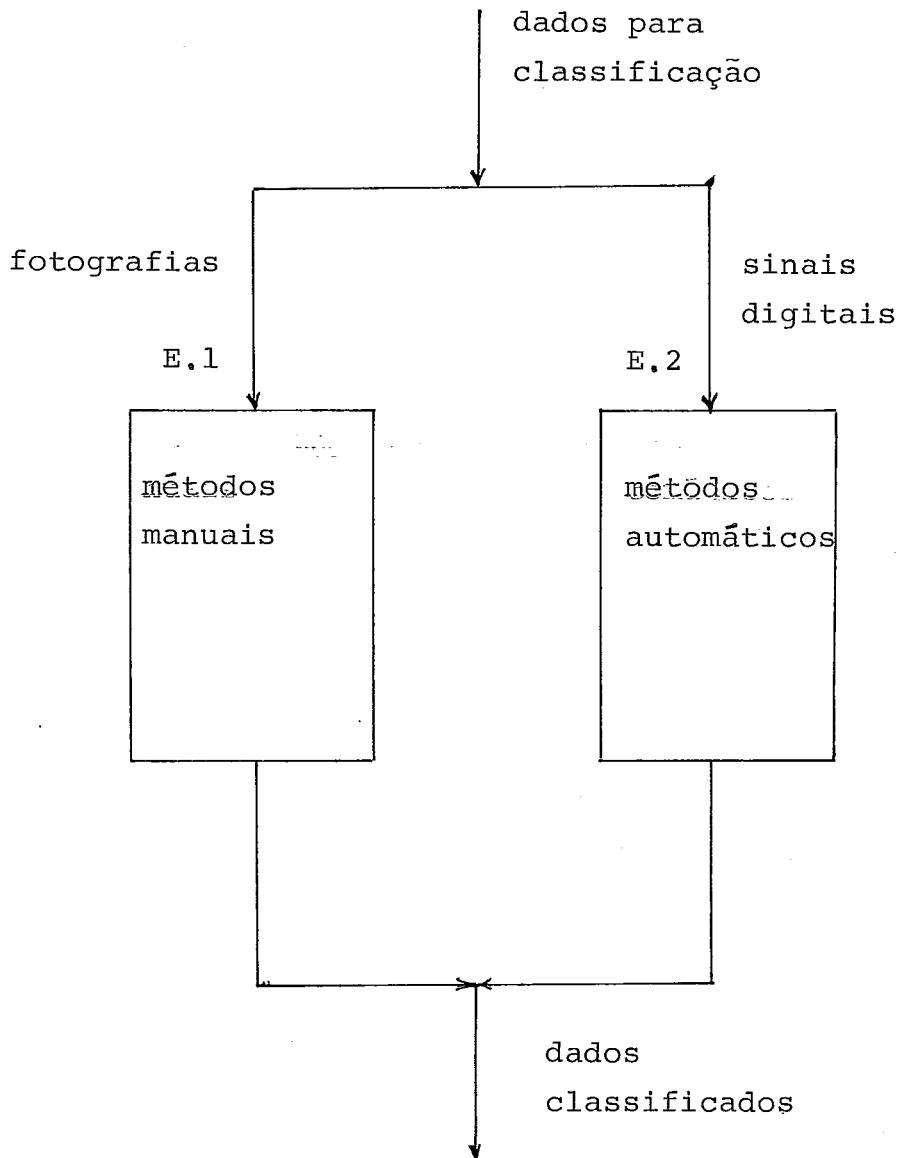 dados para
classificação
fotografias
sinais
digitais
E.1
E.2
métodos
manuais
métodos
automáticos
dados
classificados